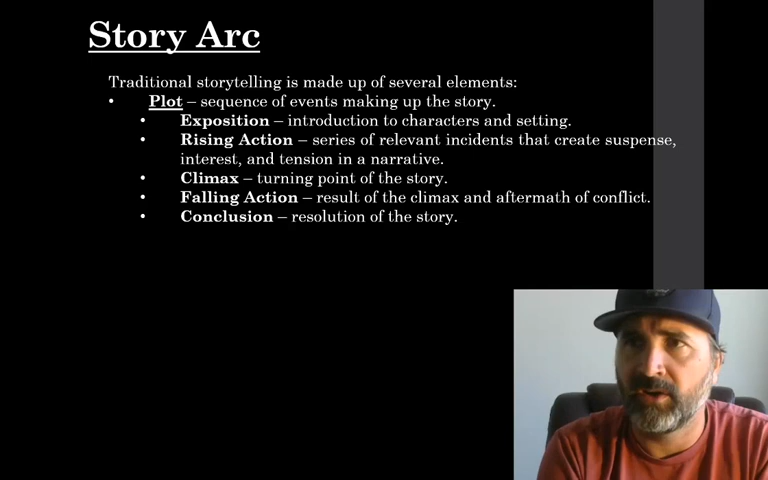 Story Arc
Traditional storytelling is made up of several elements:
• Plot – sequence of events making up the story.
• Exposition – introduction to characters and setting.
• Rising Action – series of relevant incidents that create suspense,
interest, and tension in a narrative.
• Climax – turning point of the story.
• Falling Action – result of the climax and aftermath of conflict.
• Conclusion – resolution of the story.